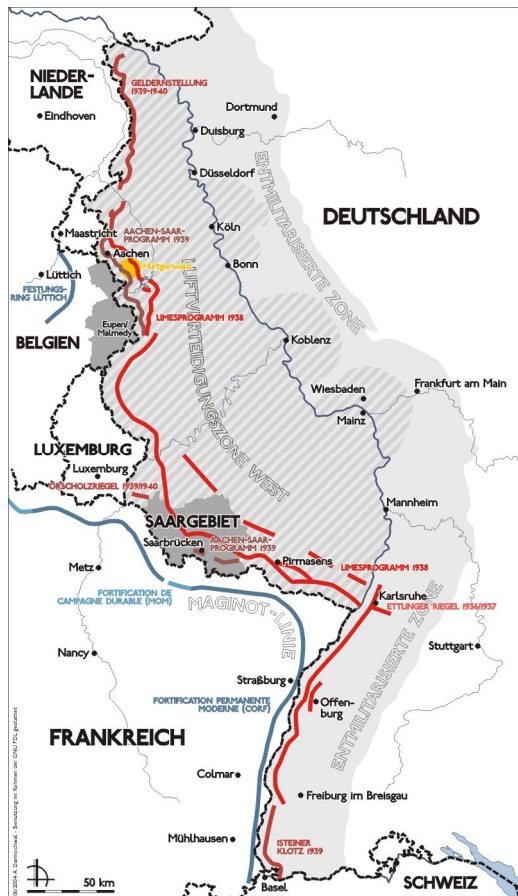 NIEDER-
LANDE
Eindhoven
GELDERNSTELLUNG
1939-1940
Dortmund
Duisburg
Düsseldorf
ENTMILITARISIERTE ZONE
DEUTSCHLAND
Köln
Maastricht
AACHEN-SAAR-
PROGRAMM 1939
Aachen
Hürtgenwald
Bonn
Lüttich
FESTUNGS-
RING LÜTTICH
LUFTVERTEIDIGUNGSZONE WEST
Eupen/
Malmedy
LIMESPROGRAMM 1938
BELGIEN
Koblenz
Wiesbaden
Frankfurt am Main
Mainz
LUXEMBURG
Luxemburg
ORSCHOLZRIEGEL 1939/1940
Mannheim
SAARGEBIET
Saarbrücken
AACHEN-SAAR-
PROGRAMM 1939
Pirmasens
LIMESPROGRAMM 1938
Metz
FORTIFICATION DE
CAMPAGNE DURABLE (MOM)
MAGINOT-LINIE
Karlsruhe
ETTLINGER RIEGEL 1936/1937
Nancy
Stuttgart
Straßburg
FORTIFICATION PERMANENTE
MODERNE (CORF)
Offen-
burg
ENTMILITARISIERTE ZONE
FRANKREICH
Colmar
Freiburg im Breisgau
Mühlhausen
ISTEINER
KLOTZ 1939
50 km
Basel
SCHWEIZ